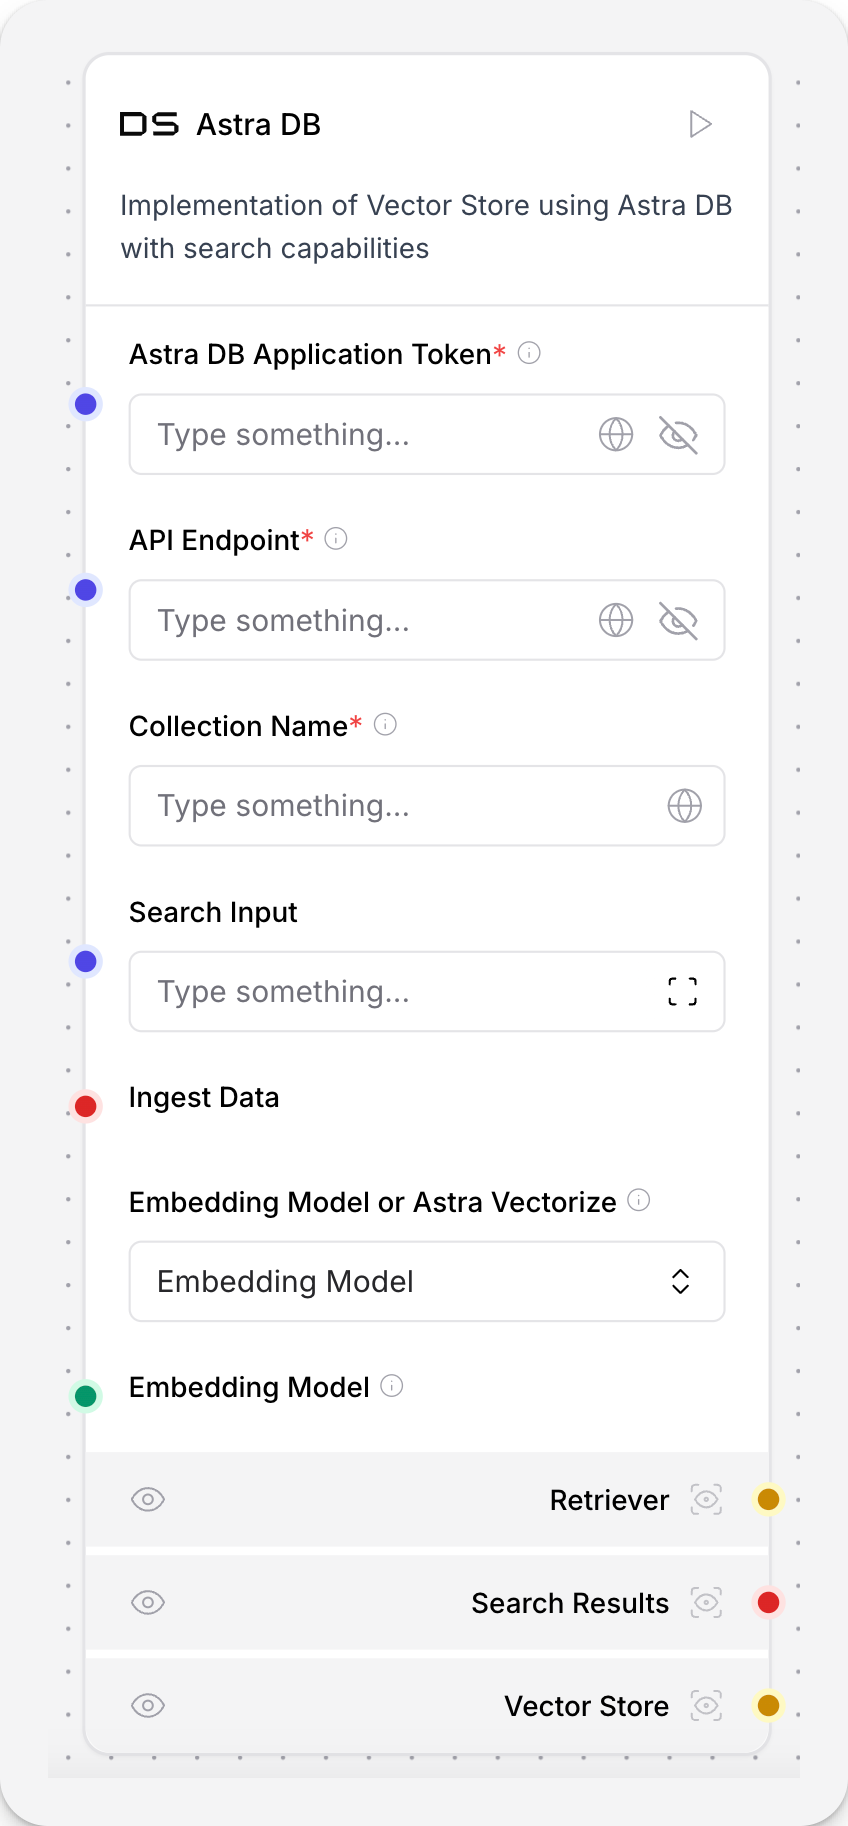 DS Astra DB
Implementation of Vector Store using Astra DB
with search capabilities
Astra DB Application Token*
Type something...
API Endpoint*
Type something...
Collection Name*
Type something...
Search Input
Type something...
Ingest Data
Embedding Model or Astra Vectorize
Embedding Model
Embedding Model
Retriever
Search Results
Vector Store